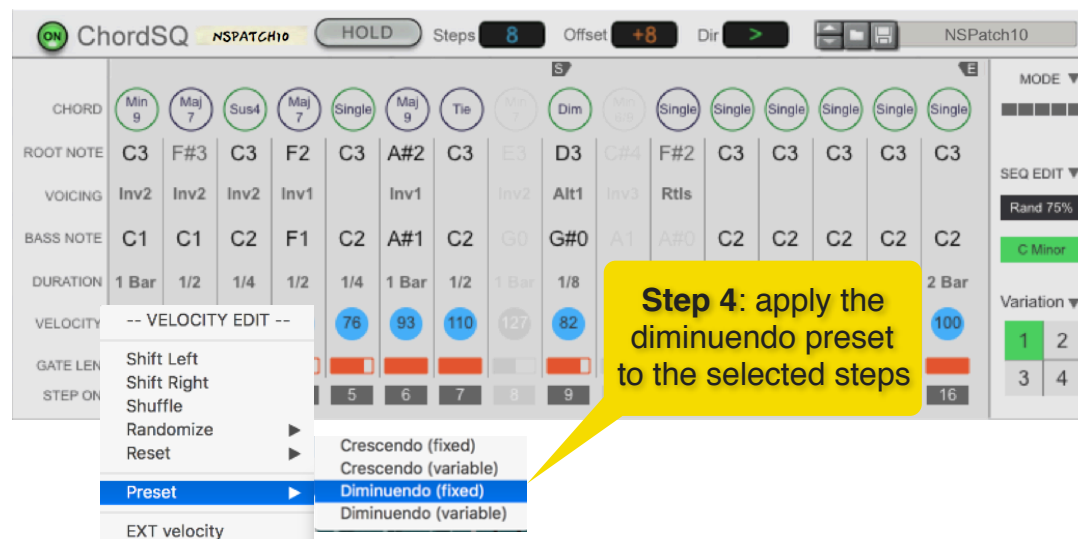 ON ChordSQ NSPATCH10 HOLD Steps 8 Offset +8 Dir > NSPatch10
S E
MODE
CHORD Min 9 Maj 7 Sus4 Maj 7 Single Maj 9 Tie Dim Single Single Single Single Single Single
ROOT NOTE C3 F#3 C3 F2 C3 A#2 C3 E3 D3 C#4 F#2 C3 C3 C3 C3 C3
SEQ EDIT
VOICING Inv2 Inv2 Inv2 Inv1 Inv1 Inv2 Alt1 Inv3 Rtls
Rand 75%
BASS NOTE C1 C1 C2 F1 C2 A#1 C2 G0 G#0 A1 A#0 C2 C2 C2 C2 C2
C Minor
DURATION 1 Bar 1/2 1/4 1/2 1/4 1 Bar 1/2 1 Bar 1/8 2 Bar
Variation
VELOCITY 76 93 110 127 82 100
1 2
GATE LEN
3 4
STEP ON 5 6 7 8 9 16
-- VELOCITY EDIT --
Shift Left
Shift Right
Shuffle
Randomize
Reset
Preset
EXT velocity
Crescendo (fixed)
Crescendo (variable)
Diminuendo (fixed)
Diminuendo (variable)
Step 4: apply the
diminuendo preset
to the selected steps